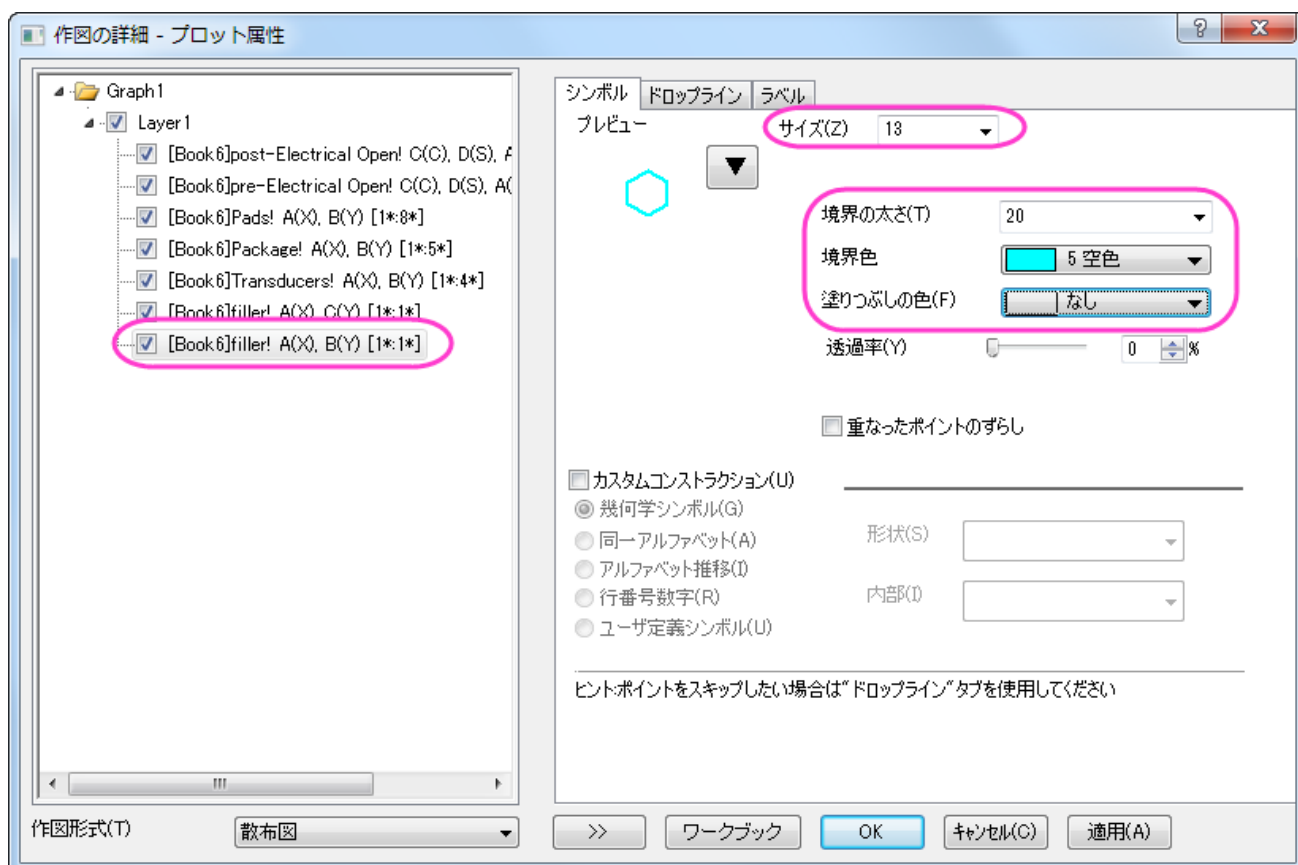 作図の詳細 - プロット属性
Graph1
Layer1
[Book6]post-Electrical Open! C(C), D(S), A
[Book6]pre-Electrical Open! C(C), D(S), A(
[Book6]Pads! A(X), B(Y) [1*:8*]
[Book6]Package! A(X), B(Y) [1*:5*]
[Book6]Transducers! A(X), B(Y) [1*:4*]
[Book6]filler! A(X), C(Y) [1*:1*]
[Book6]filler! A(X), B(Y) [1*:1*]
作図形式(T) 散布図
シンボル ドロップライン ラベル
プレビュー サイズ(Z) 13
境界の太さ(T) 20
境界色 5 空色
塗りつぶしの色(F) なし
透過率(Y) 0 %
重なったポイントのずらし
カスタムコンストラクション(U)
幾何学シンボル(G)
同一アルファベット(A)
アルファベット推移(I)
行番号数字(R)
ユーザ定義シンボル(U)
形状(S)
内部(I)
ヒント:ポイントをスキップしたい場合は"ドロップライン"タブを使用してください
>> ワークブック OK キャンセル(C) 適用(A)